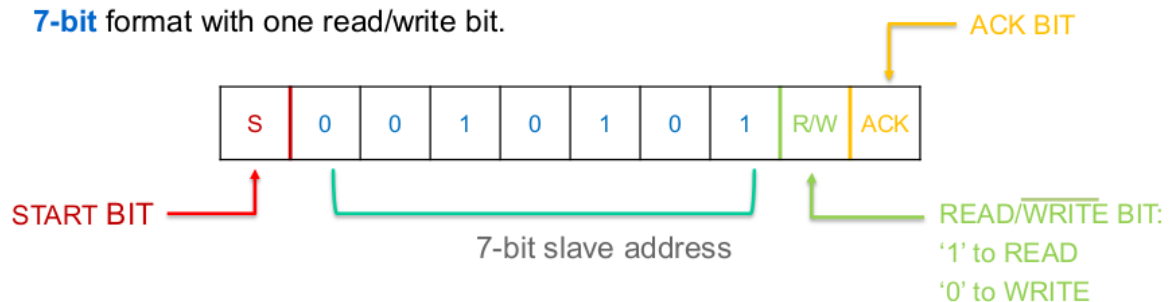 7-bit format with one read/write bit.
ACK BIT
S 0 0 1 0 1 0 1 R/W ACK
START BIT
7-bit slave address
READ/WRITE BIT:
‘1’ to READ
‘0’ to WRITE